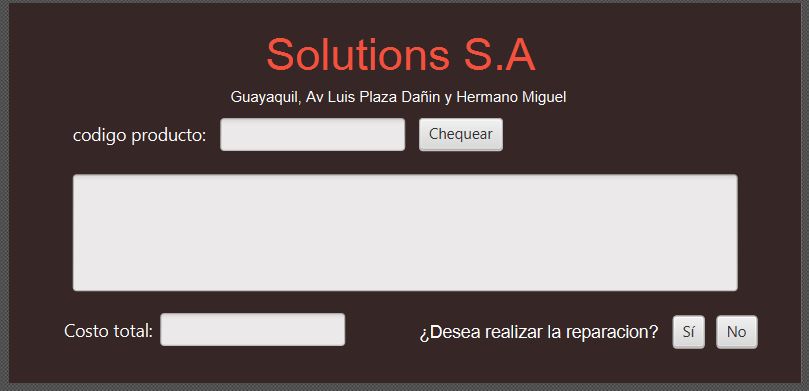 Solutions S.A
Guayaquil, Av Luis Plaza Dañin y Hermano Miguel
codigo producto: Chequear
Costo total: ¿Desea realizar la reparacion? Sí No